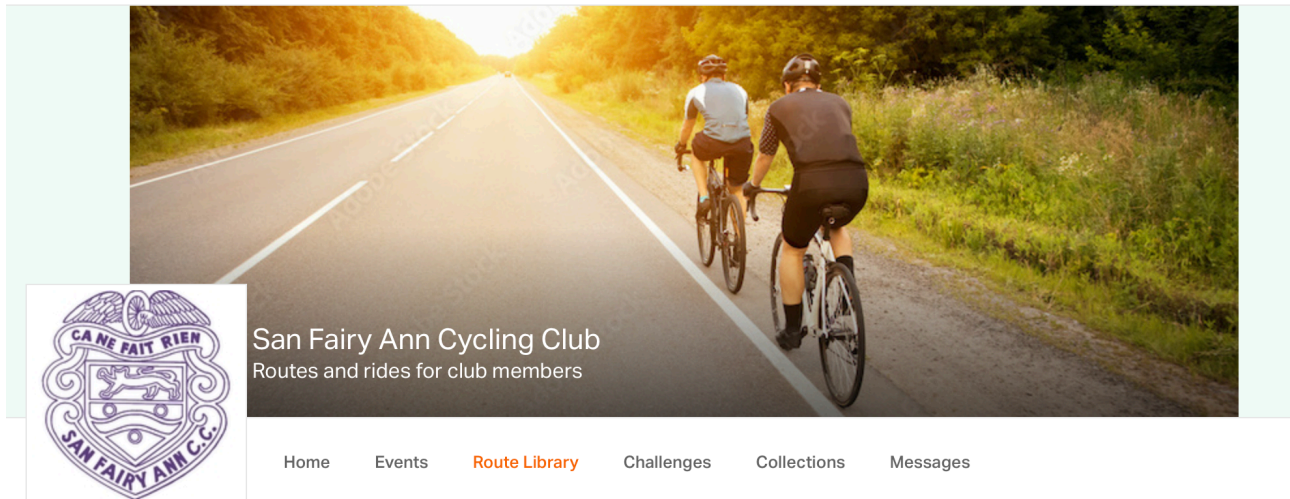 CA NE FAIT RIEN
SAN FAIRY ANN C.C.
San Fairy Ann Cycling Club
Routes and rides for club members
Home Events Route Library Challenges Collections Messages